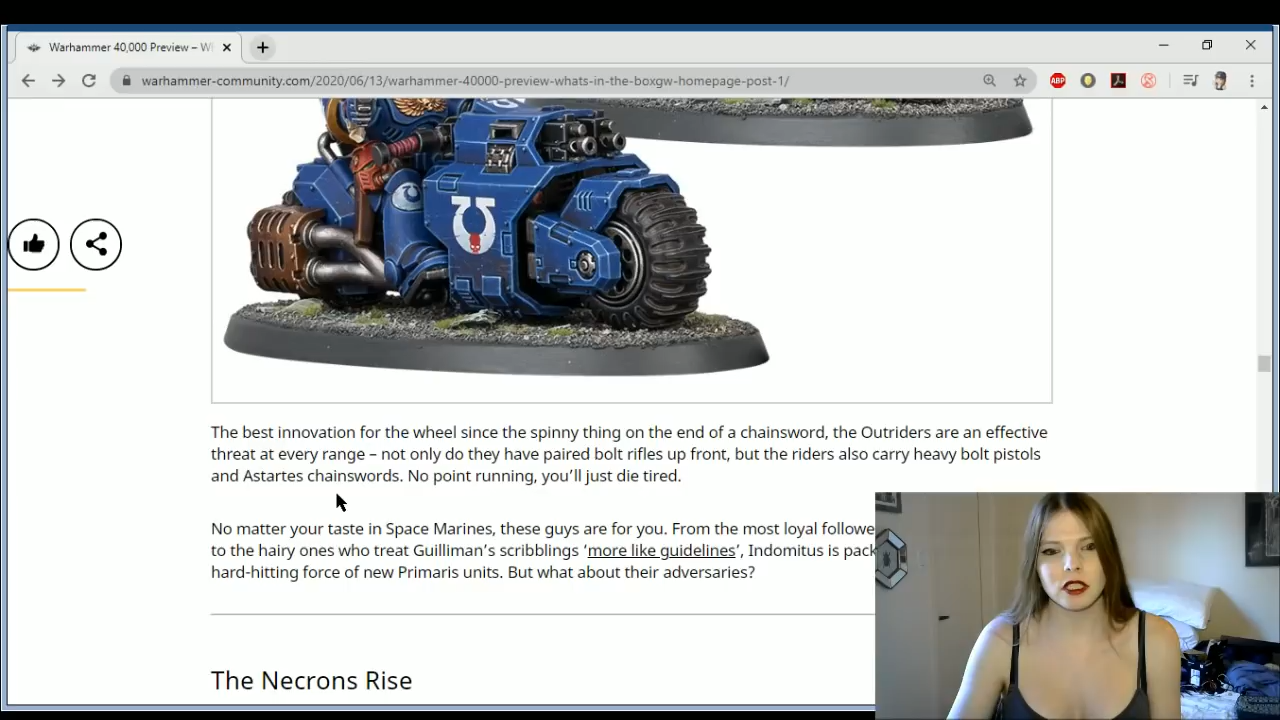 Warhammer 40,000 Preview – W
warhammer-community.com/2020/06/13/warhammer-40000-preview-whats-in-the-boxgw-homepage-post-1/
ABP
The best innovation for the wheel since the spinny thing on the end of a chainsword, the Outriders are an effective
threat at every range – not only do they have paired bolt rifles up front, but the riders also carry heavy bolt pistols
and Astartes chainswords. No point running, you’ll just die tired.
No matter your taste in Space Marines, these guys are for you. From the most loyal followe
to the hairy ones who treat Guilliman’s scribblings ‘more like guidelines’, Indomitus is pack
hard-hitting force of new Primaris units. But what about their adversaries?
The Necrons Rise